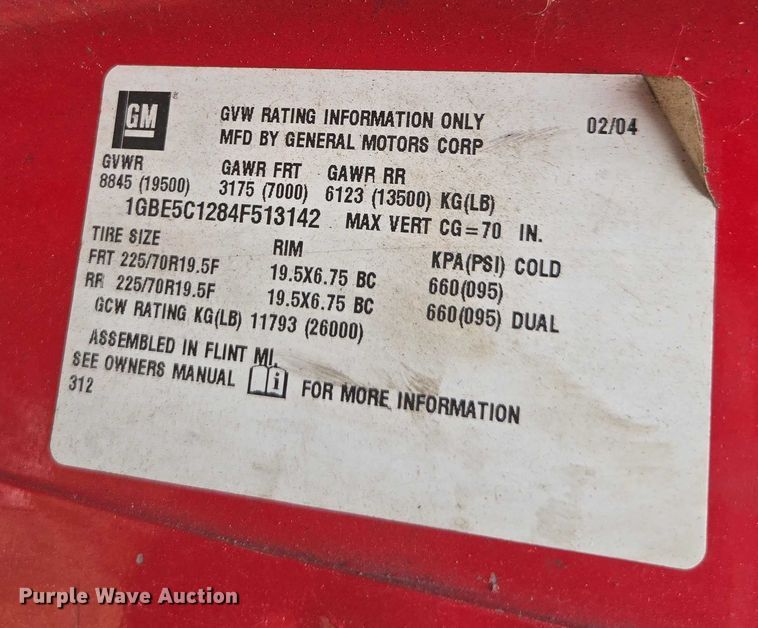 GM ®
GVW RATING INFORMATION ONLY 02/04
MFD BY GENERAL MOTORS CORP
GVWR GAWR FRT GAWR RR
8845 (19500) 3175 (7000) 6123 (13500) KG(LB)
1GBE5C1284F513142 MAX VERT CG=70 IN.
TIRE SIZE RIM KPA(PSI) COLD
FRT 225/70R19.5F 19.5X6.75 BC 660(095)
RR 225/70R19.5F 19.5X6.75 BC 660(095) DUAL
GCW RATING KG(LB) 11793 (26000)
ASSEMBLED IN FLINT MI.
SEE OWNERS MANUAL i FOR MORE INFORMATION
312
Purple Wave Auction